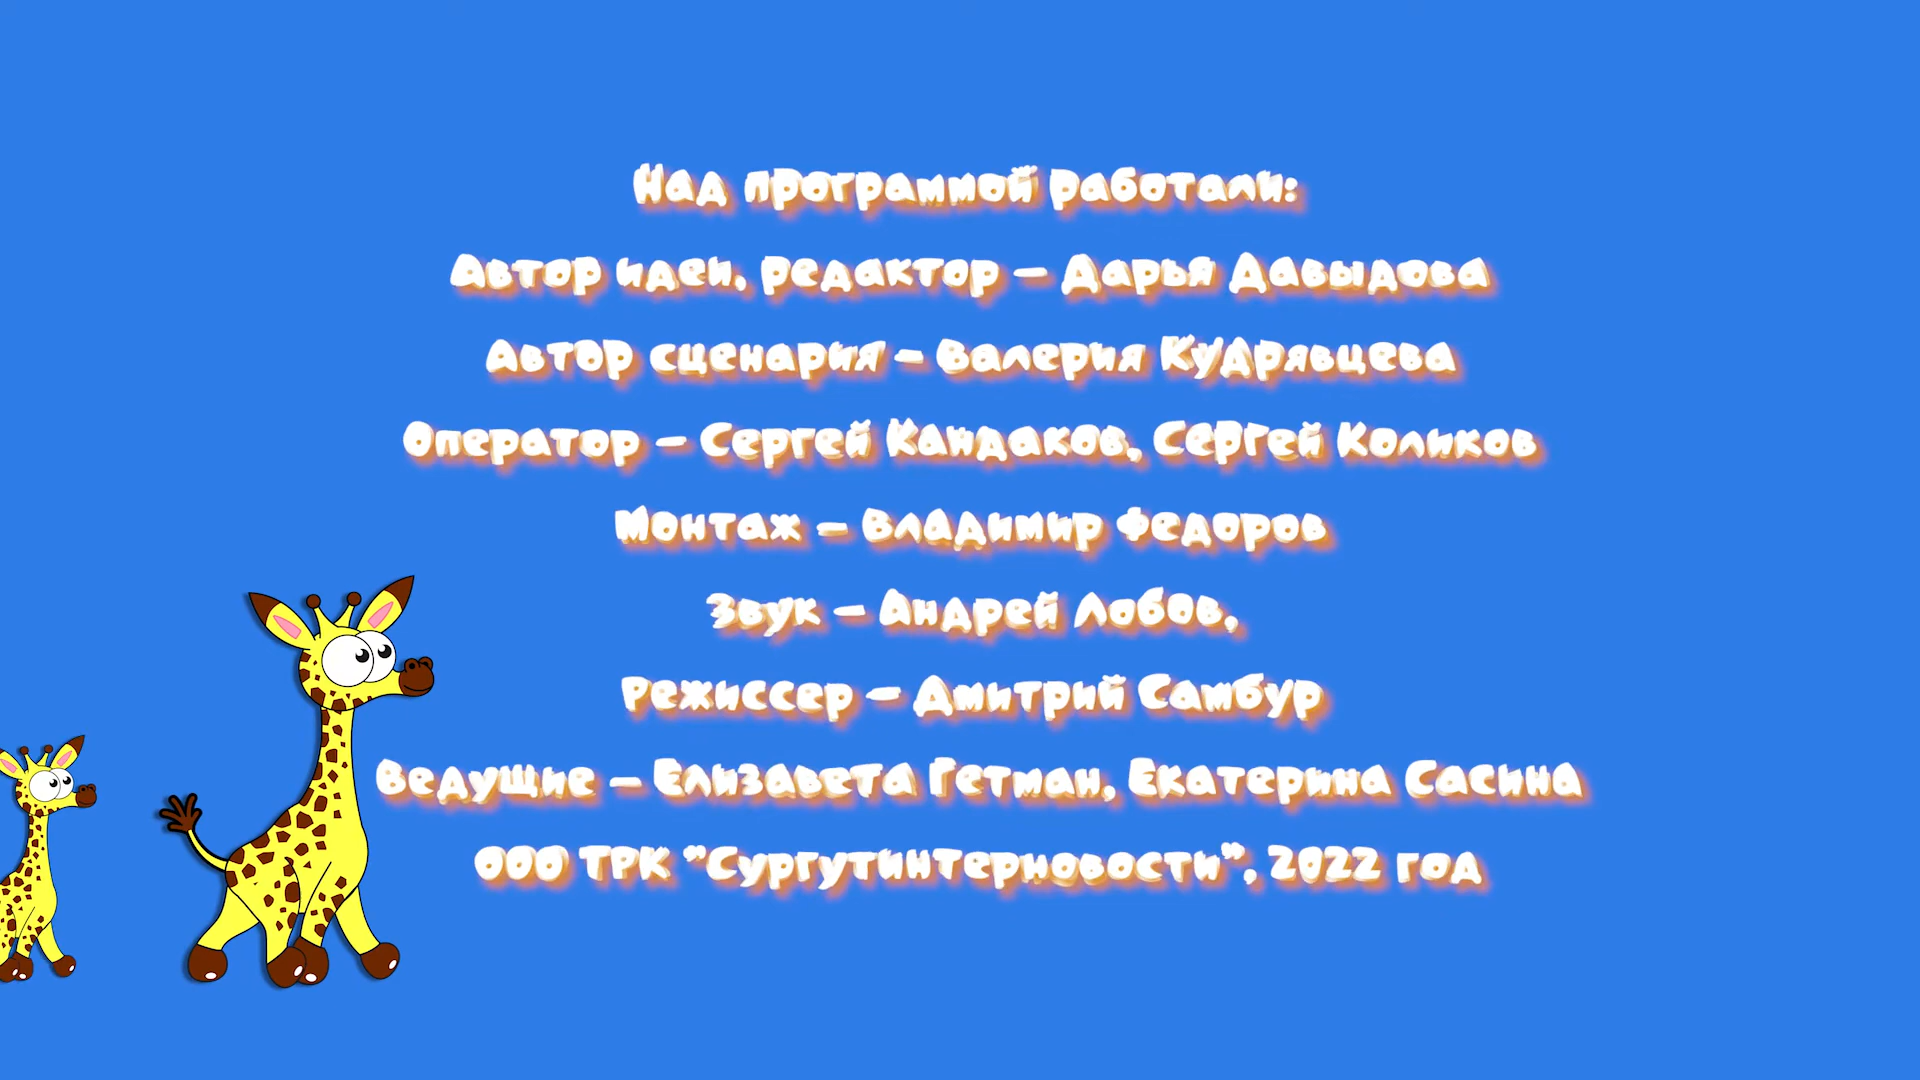 Над программой работали:
Автор идеи, редактор – Дарья Давыдова
Автор сценария – Валерия Кудрявцева
Оператор – Сергей Кандаков, Сергей Коликов
Монтаж – Владимир Федоров
Звук – Андрей Лобов,
Режиссер – Дмитрий Самбур
Ведущие – Елизавета Гетман, Екатерина Сасина
ООО ТРК "Сургутинтерновости", 2022 год